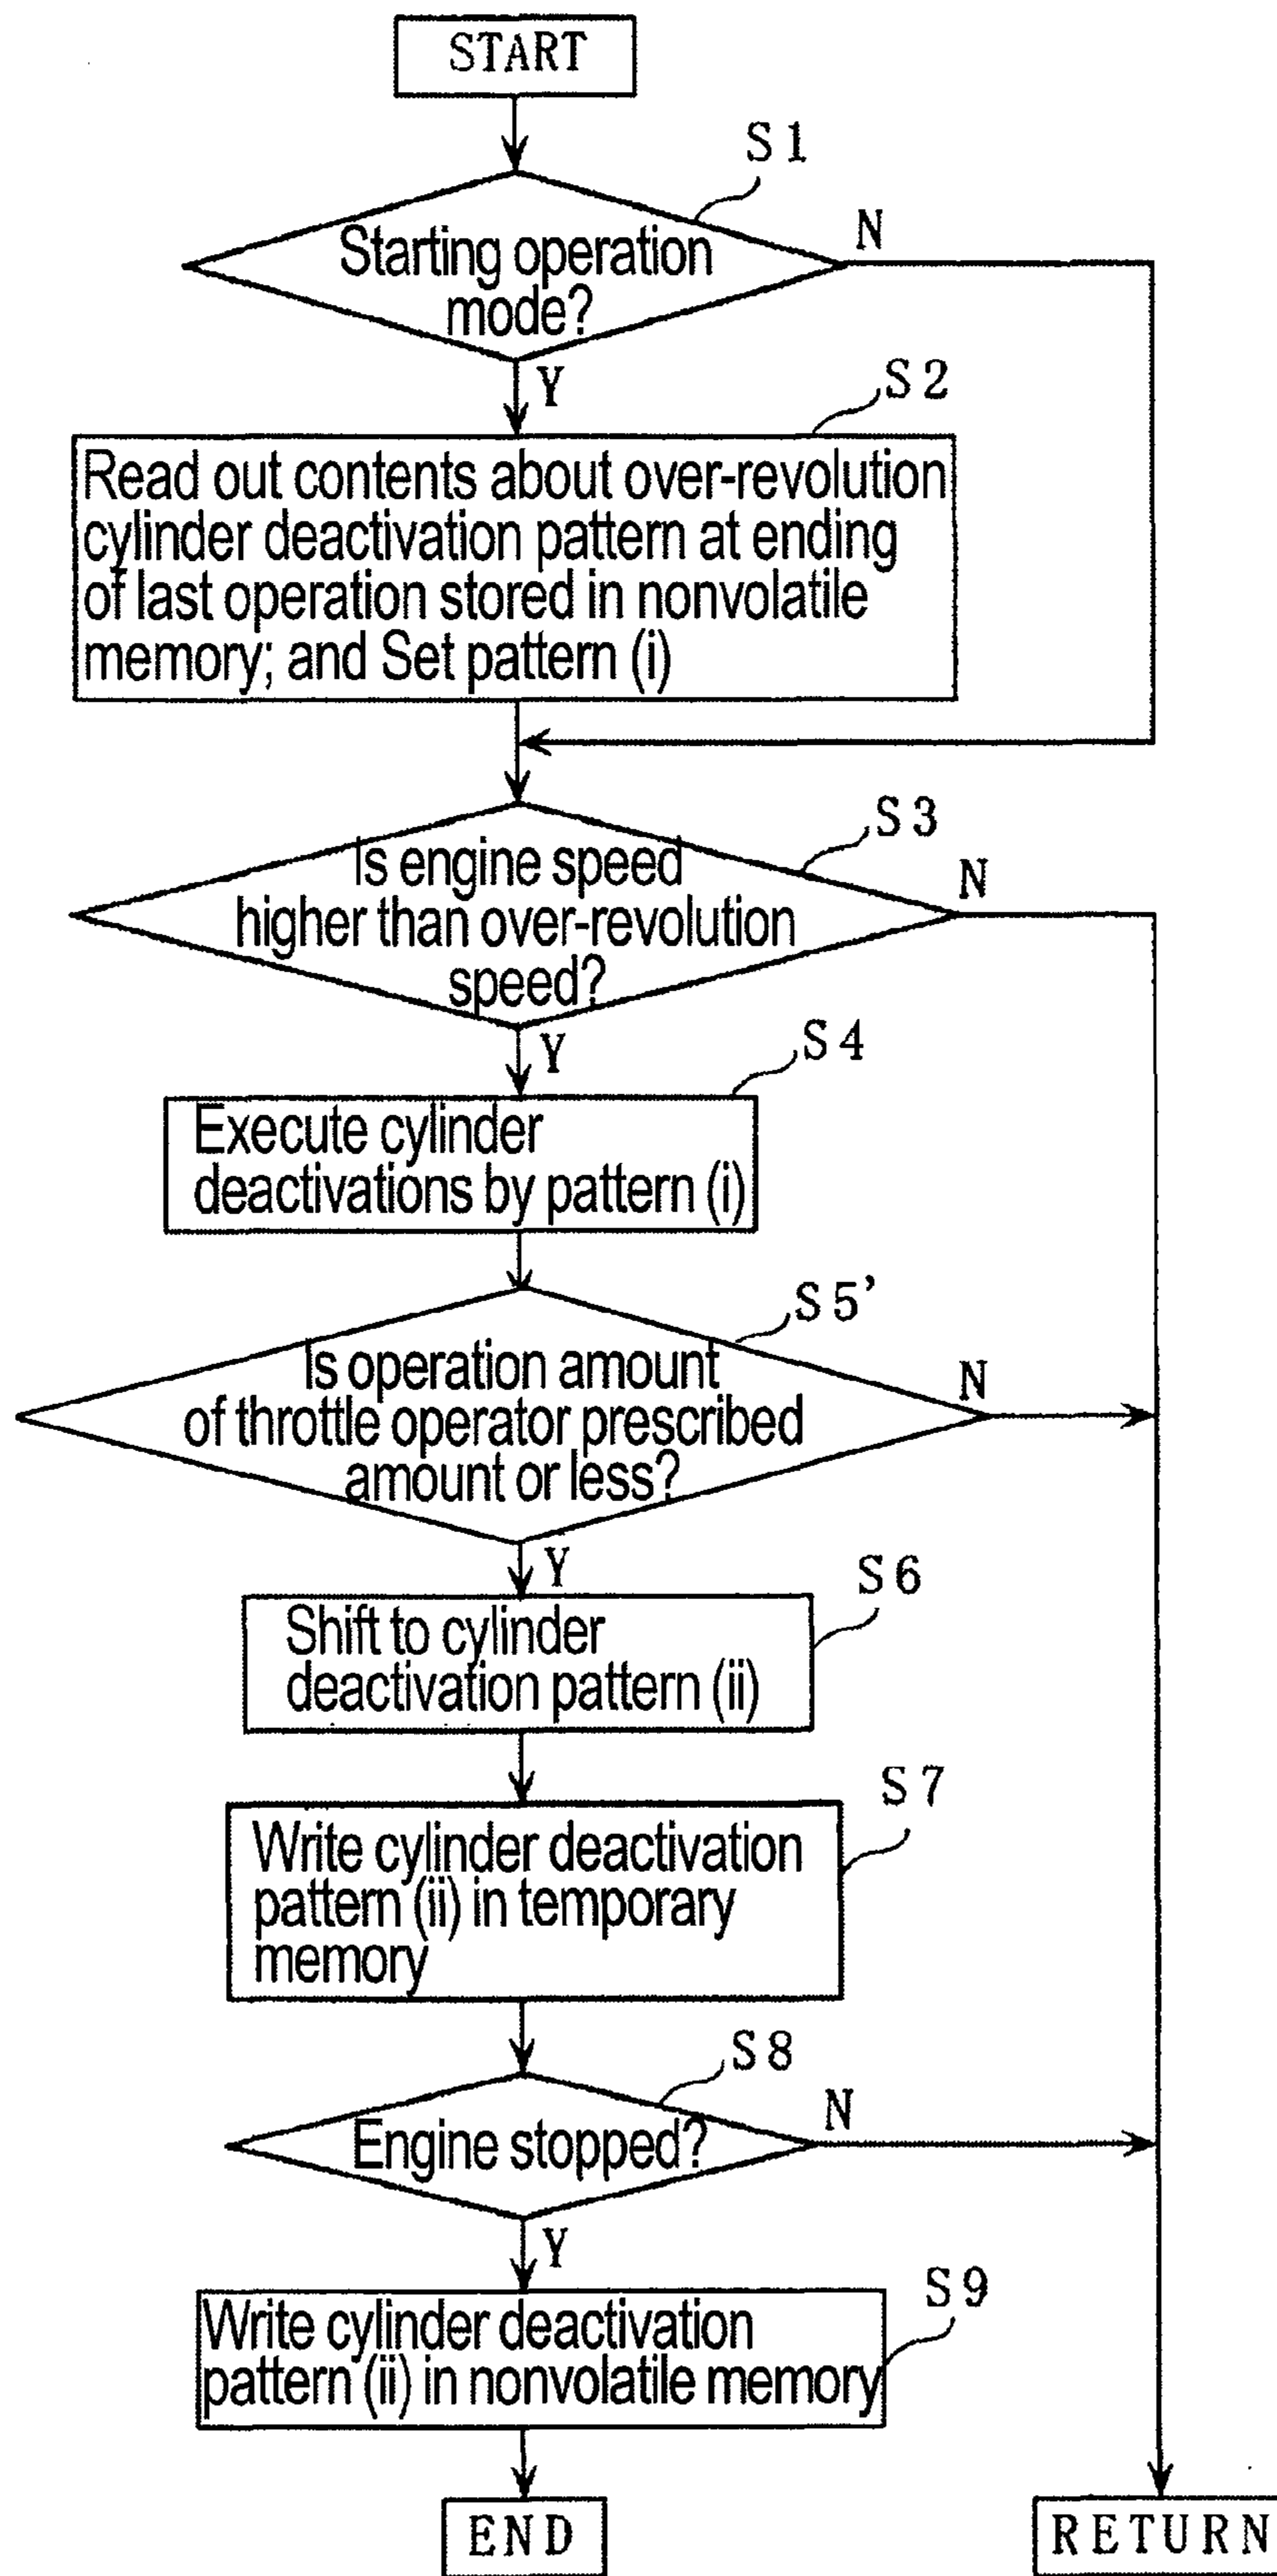 START
S1
Starting operation
mode?
N
Y
S2
Read out contents about over-revolution
cylinder deactivation pattern at ending
of last operation stored in nonvolatile
memory; and Set pattern (i)
S3
Is engine speed
higher than over-revolution
speed?
N
Y
S4
Execute cylinder
deactivations by pattern (i)
S5'
Is operation amount
of throttle operator prescribed
amount or less?
N
Y
S6
Shift to cylinder
deactivation pattern (ii)
S7
Write cylinder deactivation
pattern (ii) in temporary
memory
S8
Engine stopped?
N
Y
S9
Write cylinder deactivation
pattern (ii) in nonvolatile memory
END
RETURN